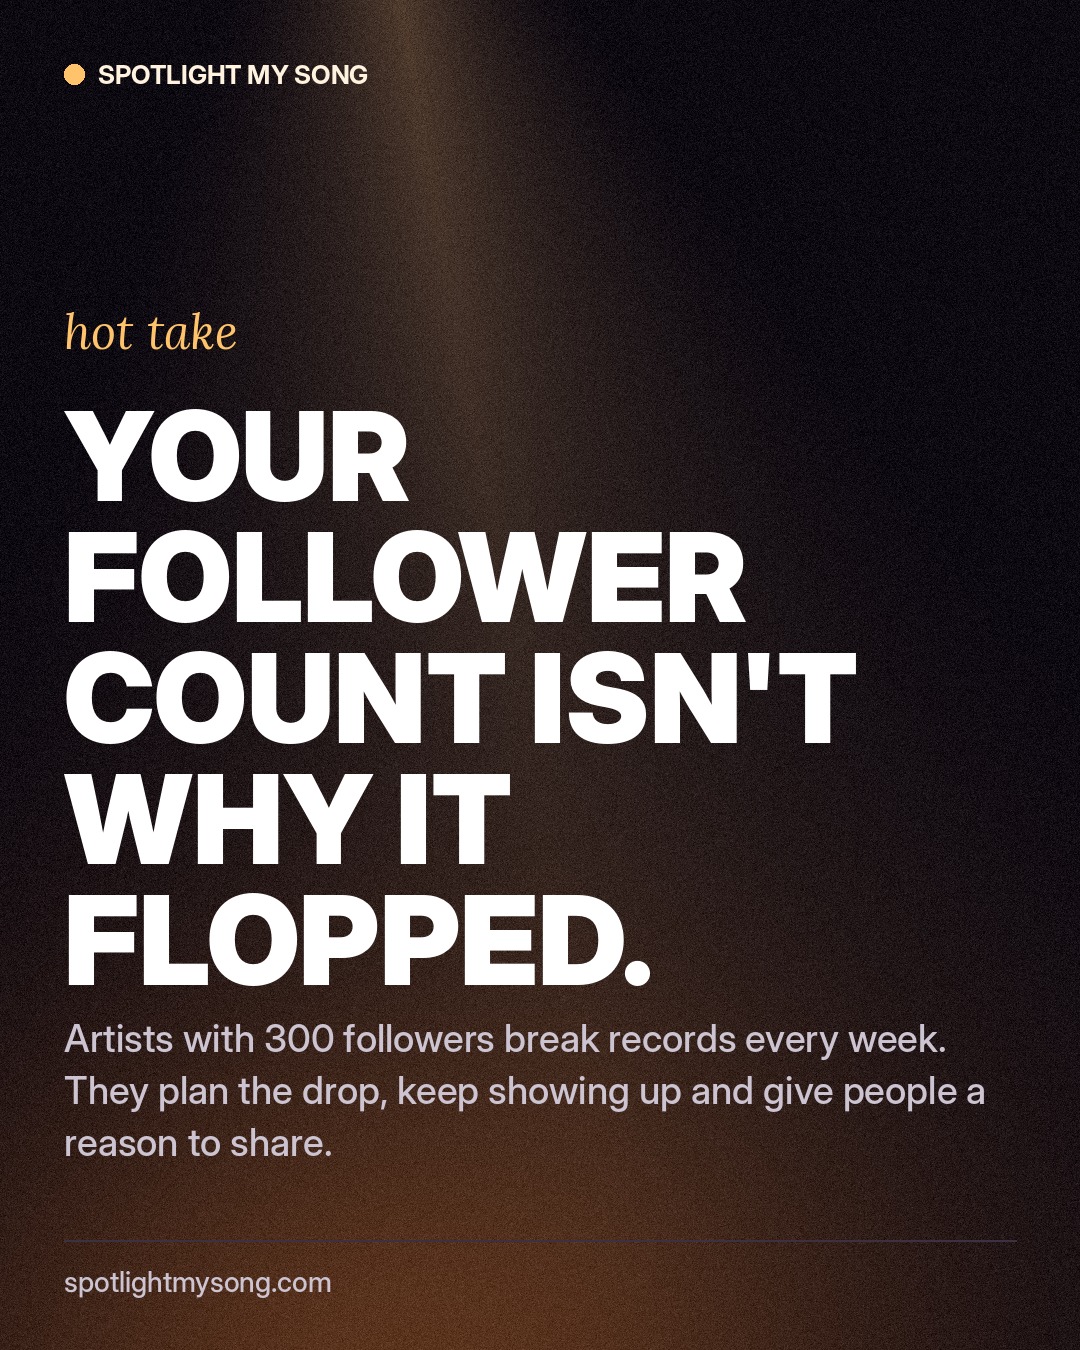 SPOTLIGHT MY SONG
hot take
YOUR
FOLLOWER
COUNT ISN'T
WHY IT
FLOPPED.
Artists with 300 followers break records every week.
They plan the drop, keep showing up and give people a
reason to share.
spotlightmysong.com